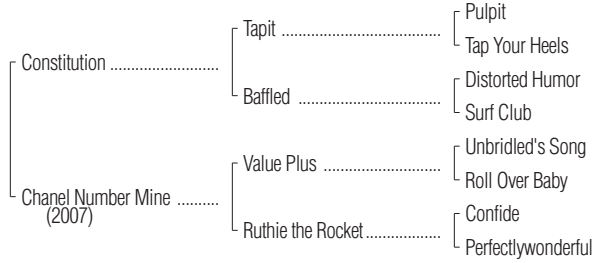 Pulpit
Tapit ................................
Tap Your Heels
Constitution ......................
Distorted Humor
Baffled ............................
Surf Club
Unbridled's Song
Value Plus .......................
Roll Over Baby
Chanel Number Mine ........
(2007)
Confide
Ruthie the Rocket...............
Perfectlywonderful